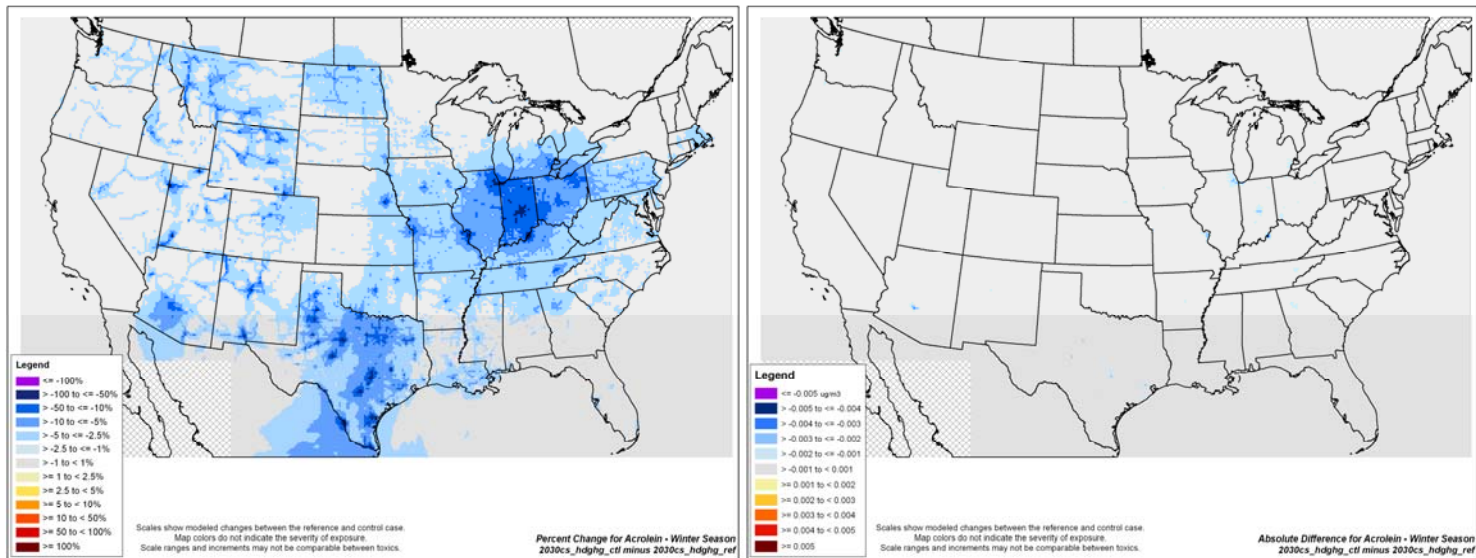 Legend
<= -100%
> -100 to <= -50%
> -50 to <= -10%
> -10 to <= -5%
> -5 to <= -2.5%
> -2.5 to <= -1%
> -1 to < 1%
>= 1 to < 2.5%
>= 2.5 to < 5%
>= 5 to < 10%
>= 10 to < 50%
>= 50 to < 100%
>= 100%
Scales show modeled changes between the reference and control case.
Map colors do not indicate the severity of exposure.
Scale ranges and increments may not be comparable between toxics.
Percent Change for Acrolein - Winter Season
2030cs_hdghg_ctl minus 2030cs_hdghg_ref
Legend
<= -0.005 ug/m3
> -0.005 to <= -0.004
> -0.004 to <= -0.003
> -0.003 to <= -0.002
> -0.002 to <= -0.001
> -0.001 to < 0.001
>= 0.001 to < 0.002
>= 0.002 to < 0.003
>= 0.003 to < 0.004
>= 0.004 to < 0.005
>= 0.005
Scales show modeled changes between the reference and control case.
Map colors do not indicate the severity of exposure.
Scale ranges and increments may not be comparable between toxics.
Absolute Difference for Acrolein - Winter Season
2030cs_hdghg_ctl minus 2030cs_hdghg_ref